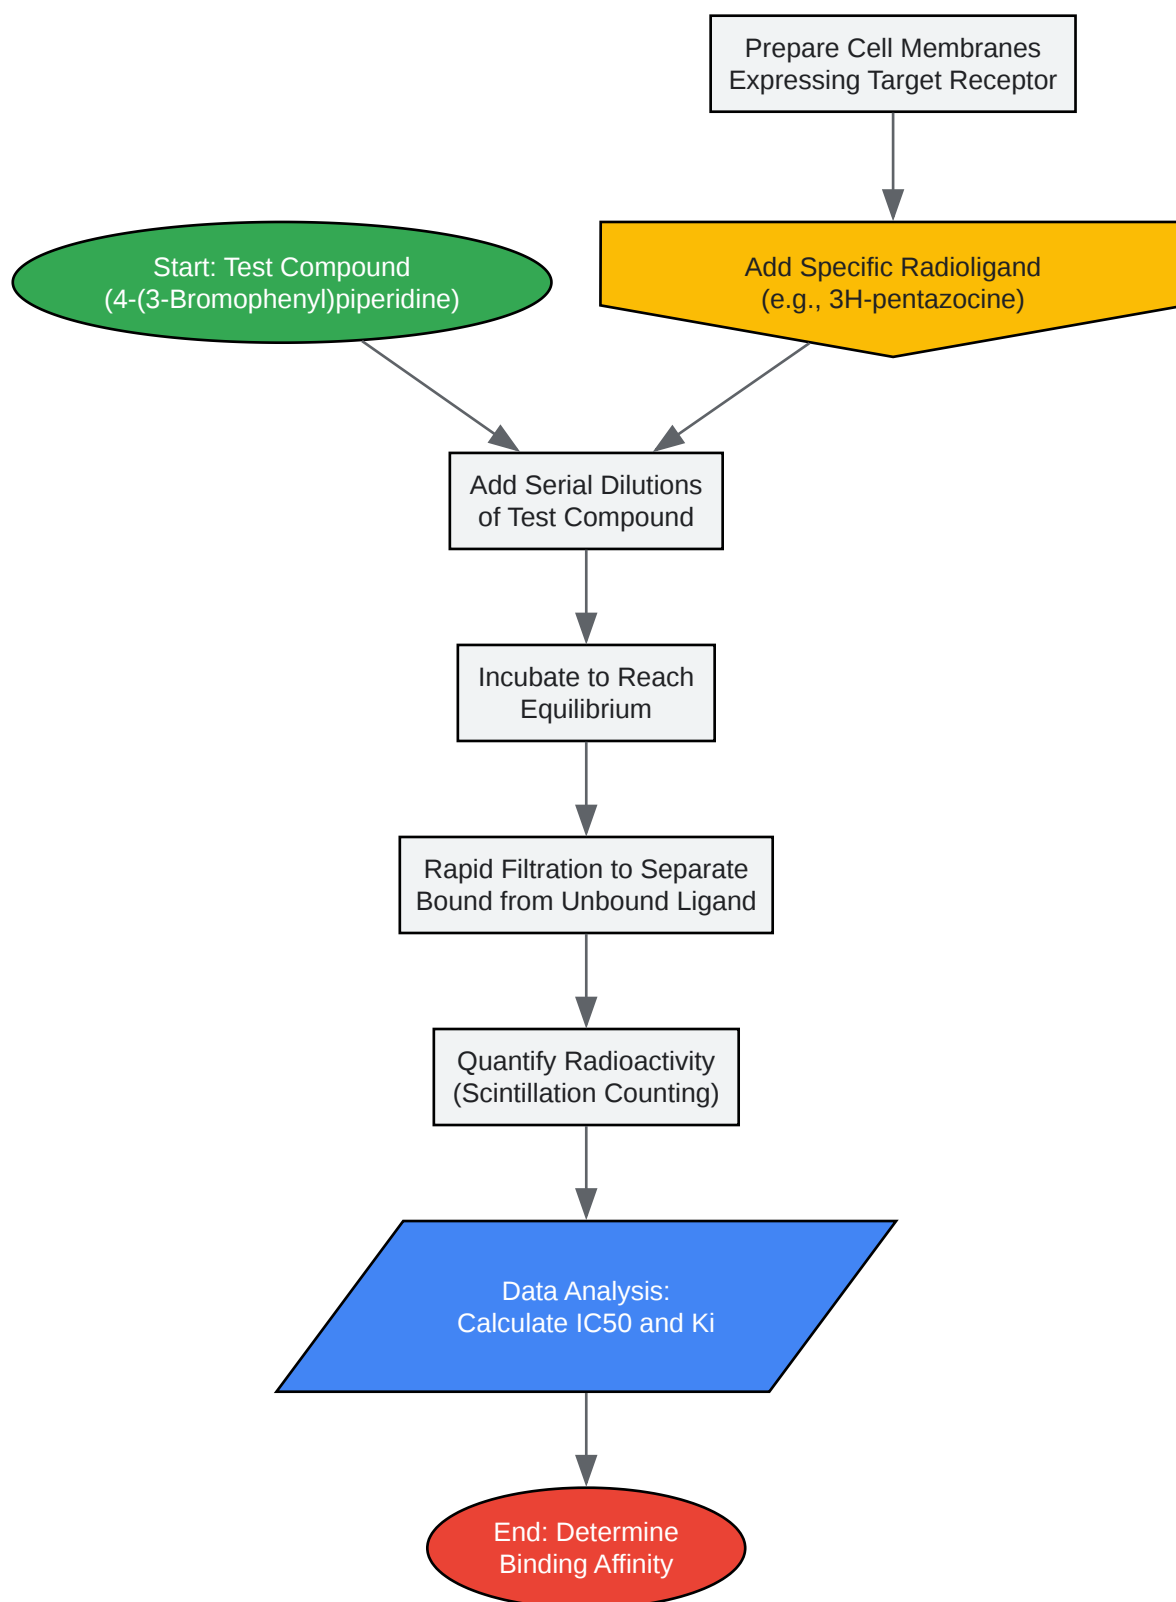 Prepare Cell Membranes
Expressing Target Receptor
Start: Test Compound
(4-(3-Bromophenyl)piperidine)
Add Specific Radioligand
(e.g., 3H-pentazocine)
Add Serial Dilutions
of Test Compound
Incubate to Reach
Equilibrium
Rapid Filtration to Separate
Bound from Unbound Ligand
Quantify Radioactivity
(Scintillation Counting)
Data Analysis:
Calculate IC50 and Ki
End: Determine
Binding Affinity